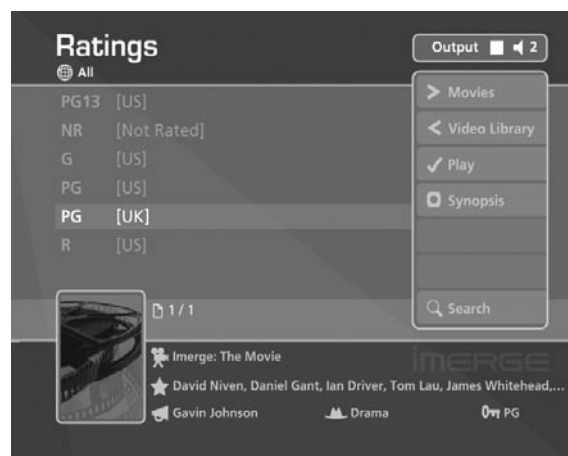 Ratings
All
Output 2
PG13 [US]
NR [Not Rated]
G [US]
PG [US]
PG [UK]
R [US]
Movies
Video Library
Play
Synopsis
Search
1 / 1
imerge
Imerge: The Movie
David Niven, Daniel Gant, Ian Driver, Tom Lau, James Whitehead,...
Gavin Johnson
Drama
PG